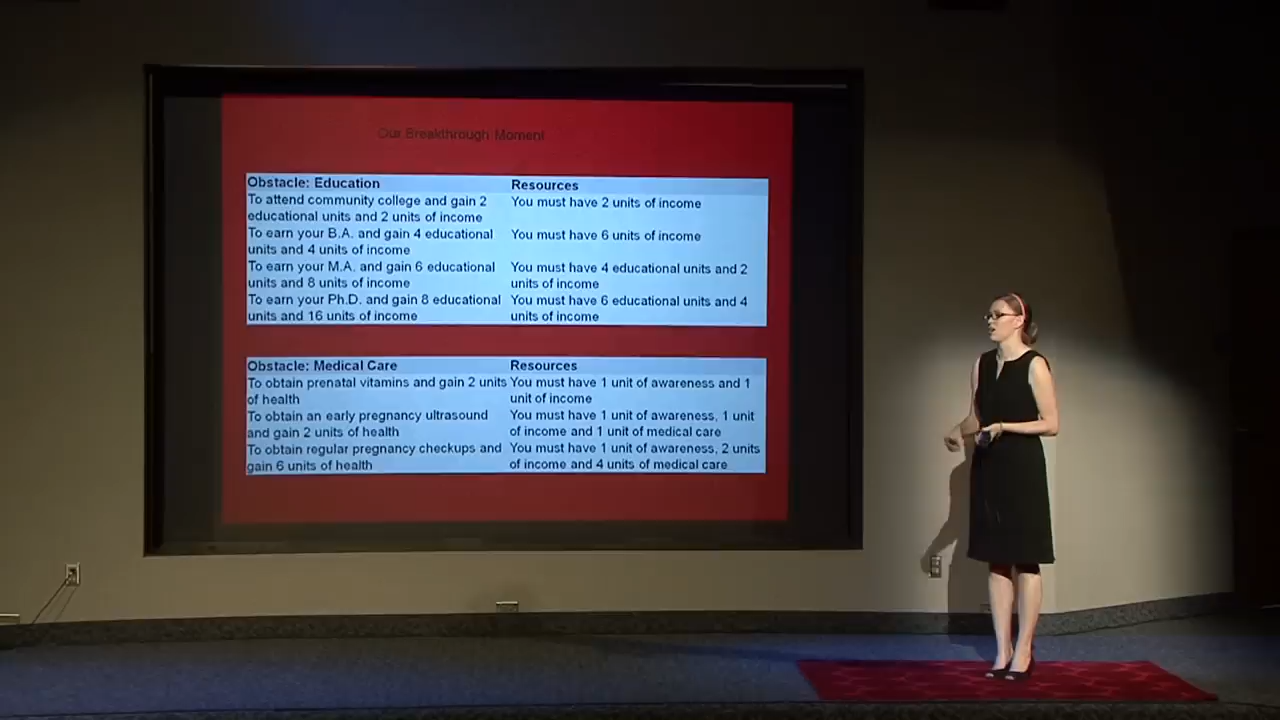 Our Breakthrough Moment
Obstacle: Education
Resources
To attend community college and gain 2
educational units and 2 units of income
You must have 2 units of income
To earn your B.A. and gain 4 educational
units and 4 units of income
You must have 6 units of income
To earn your M.A. and gain 6 educational
units and 8 units of income
You must have 4 educational units and 2
units of income
To earn your Ph.D. and gain 8 educational
units and 16 units of income
You must have 6 educational units and 4
units of income
Obstacle: Medical Care
Resources
To obtain prenatal vitamins and gain 2 units
of health
You must have 1 unit of awareness and 1
unit of income
To obtain an early pregnancy ultrasound
and gain 2 units of health
You must have 1 unit of awareness, 1 unit
of income and 1 unit of medical care
To obtain regular pregnancy checkups and
gain 6 units of health
You must have 1 unit of awareness, 2 units
of income and 4 units of medical care